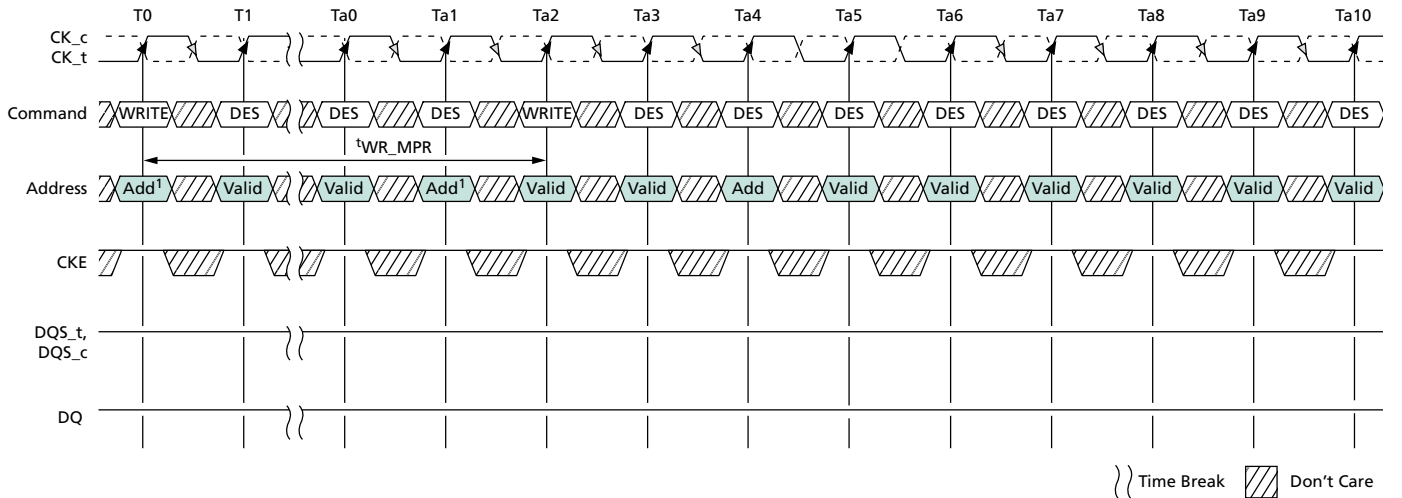 T0 T1 Ta0 Ta1 Ta2 Ta3 Ta4 Ta5 Ta6 Ta7 Ta8 Ta9 Ta10
CK_c
CK_t
Command WRITE DES DES DES WRITE DES DES DES DES DES DES DES DES
tWR_MPR
Address Add1 Valid Valid Add1 Valid Valid Add Valid Valid Valid Valid Valid Valid
CKE
DQS_t,
DQS_c
DQ
Time Break Don't Care